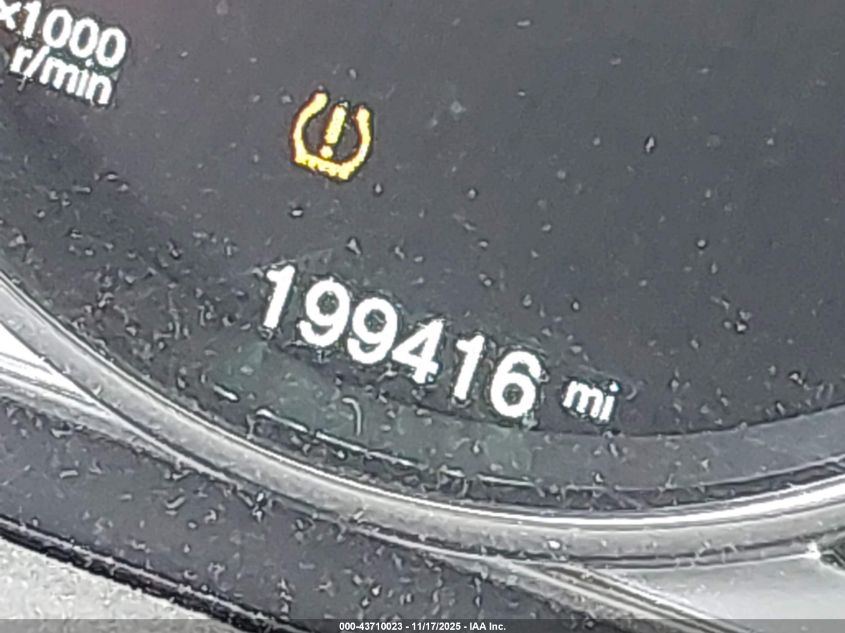 x1000
r/min
199416 mi
000-43710023 - 11/17/2025 - IAA Inc.